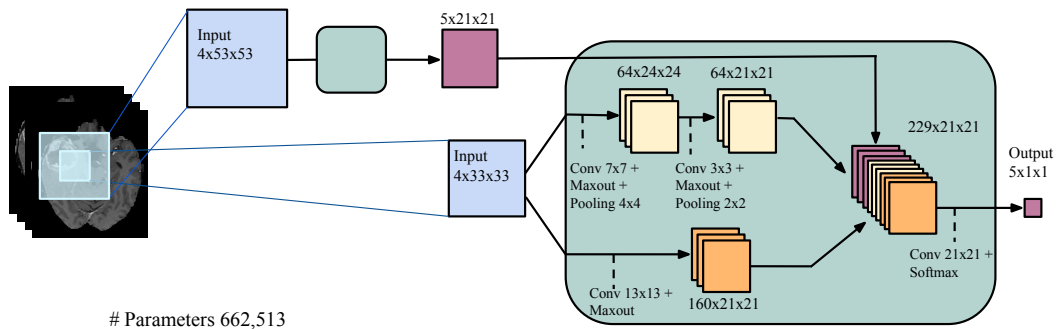 5x21x21
Input
4x53x53
64x24x24
64x21x21
229x21x21
Input
4x33x33
Conv 7x7 +
Maxout +
Pooling 4x4
Conv 3x3 +
Maxout +
Pooling 2x2
Output
5x1x1
Conv 21x21 +
Softmax
Conv 13x13 +
Maxout
160x21x21
# Parameters 662,513